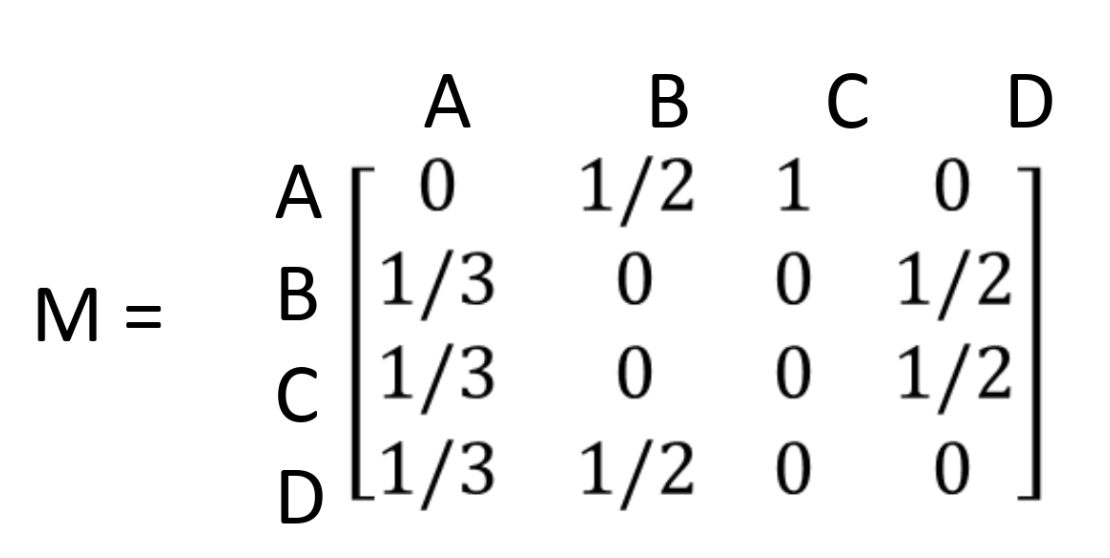 A B C D
A 0 1/2 1 0
B 1/3 0 0 1/2
M =
C 1/3 0 0 1/2
D 1/3 1/2 0 0